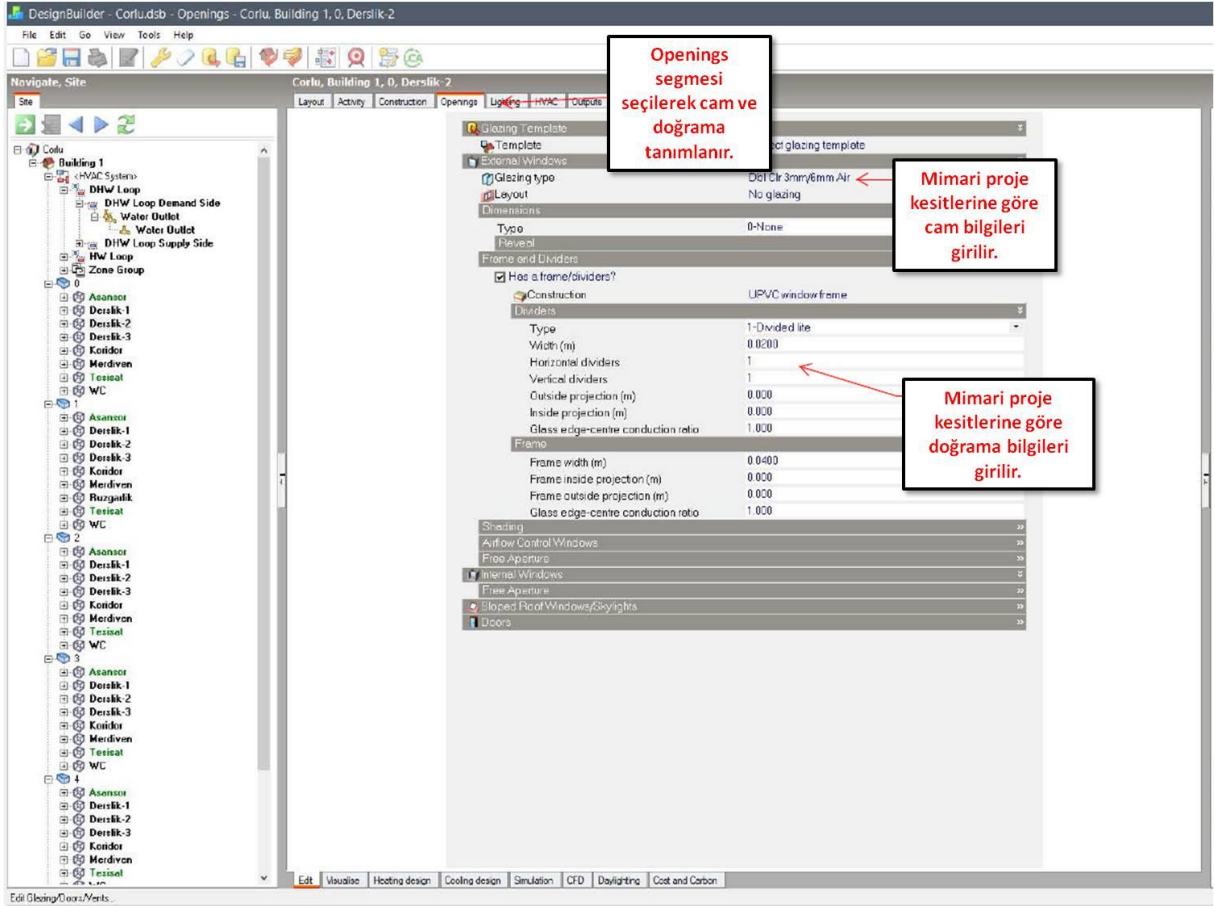 DesignBuilder - Corlu.dsb - Openings - Corlu, Building 1, 0, Derslik-2
File Edit Go View Tools Help
Navigate, Site
Site
Corlu
Building 1
<HVAC System>
DHW Loop
DHW Loop Demand Side
Water Outlet
Water Outlet
DHW Loop Supply Side
HW Loop
Zone Group
0
Asansor
Derslik-1
Derslik-2
Derslik-3
Koridor
Merdiven
Tesisat
WC
1
Asansor
Derslik-1
Derslik-2
Derslik-3
Koridor
Merdiven
Ruzgarlik
Tesisat
WC
2
Asansor
Derslik-1
Derslik-2
Derslik-3
Koridor
Merdiven
Tesisat
WC
3
Asansor
Derslik-1
Derslik-2
Derslik-3
Koridor
Merdiven
Tesisat
WC
4
Asansor
Derslik-1
Derslik-2
Derslik-3
Koridor
Merdiven
Tesisat
Corlu, Building 1, 0, Derslik-2
Layout Activity Construction Openings Lighting HVAC Outputs
Openings
segmesi
seçilerek cam ve
doğrama
tanımlanır.
Glazing Template
Template glazing template
External Windows
Glazing type Dbl Clr 3mm/6mm Air
Layout No glazing
Dimensions
Type 0-None
Reveal
Frame and Dividers
Has a frame/dividers?
Construction UPVC window frame
Dividers
Type 1-Divided lite
Width (m) 0.0200
Horizontal dividers 1
Vertical dividers 1
Outside projection (m) 0.000
Inside projection (m) 0.000
Glass edge-centre conduction ratio 1.000
Frame
Frame width (m) 0.0400
Frame inside projection (m) 0.000
Frame outside projection (m) 0.000
Glass edge-centre conduction ratio 1.000
Shading
Airflow Control Windows
Free Aperture
Internal Windows
Free Aperture
Sloped Roof Windows/Skylights
Doors
Mimari proje
kesitlerine göre
cam bilgileri
girilir.
Mimari proje
kesitlerine göre
doğrama bilgileri
girilir.
Edit Visualise Heating design Cooling design Simulation CFD Daylighting Cost and Carbon
Edit Glazing/Doors/Vents...